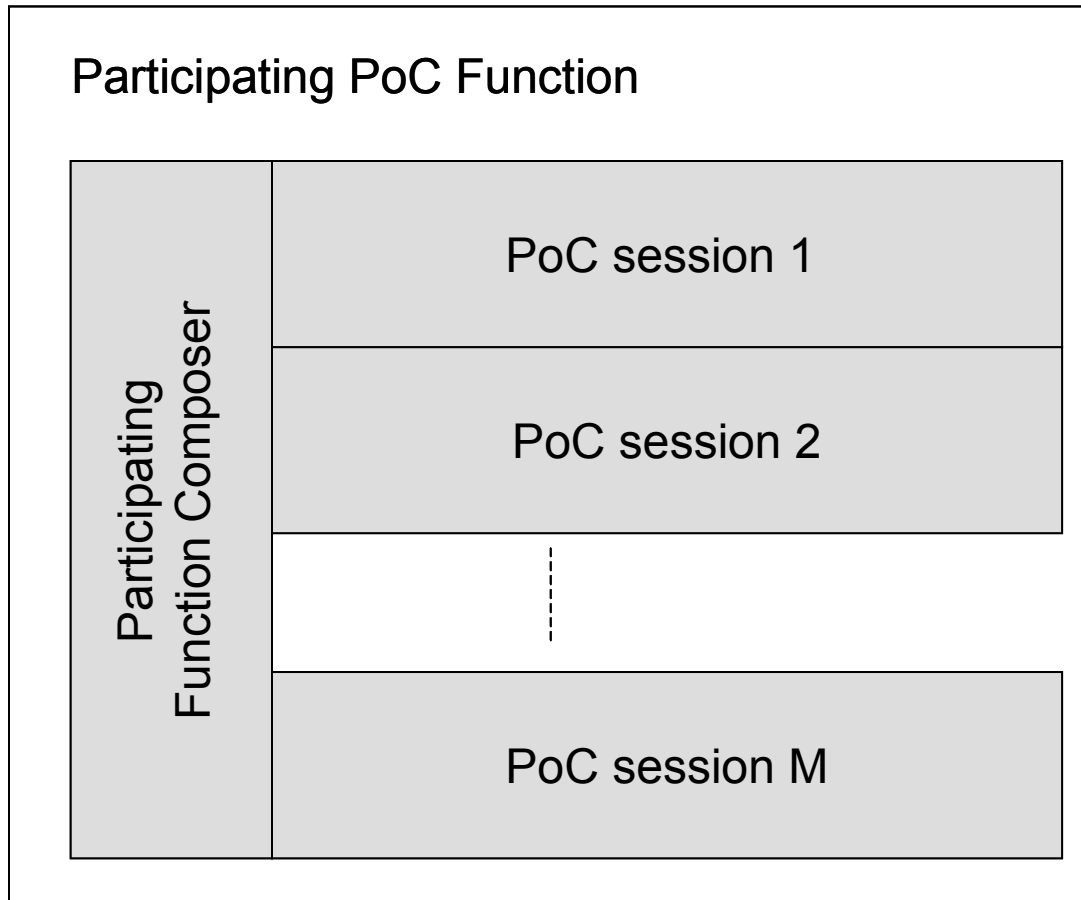 Participating PoC Function
Participating
Function Composer
PoC session 1
PoC session 2
PoC session M